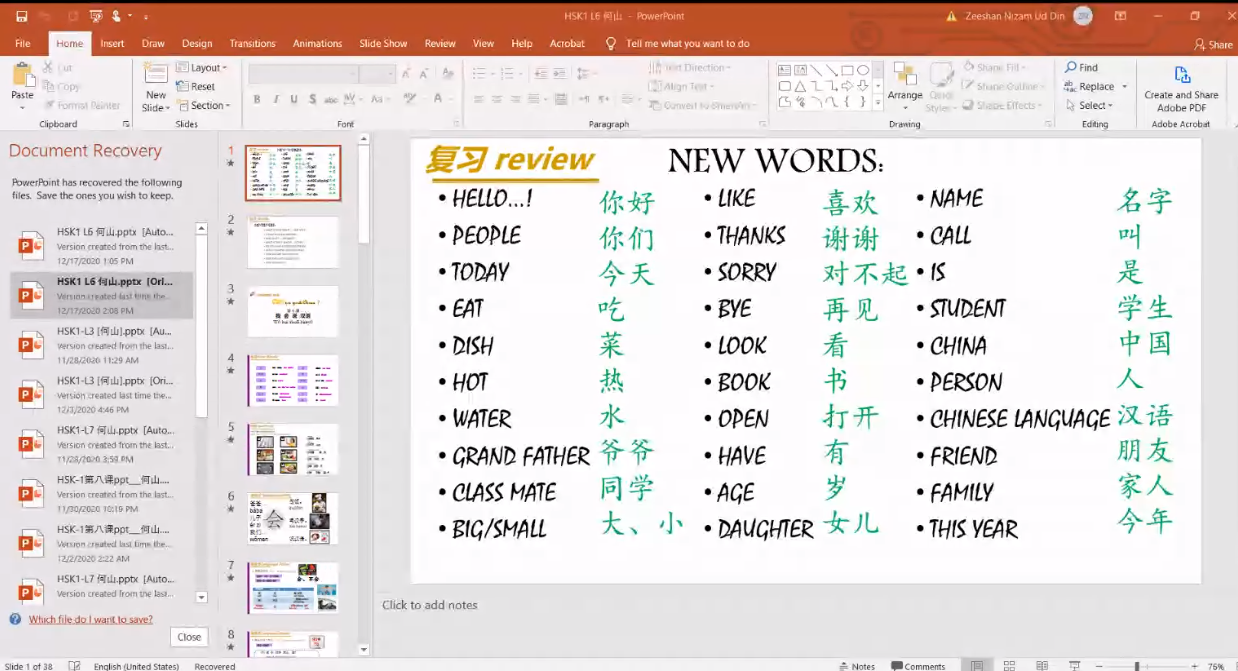 HSK1 L6 何山 - PowerPoint
Zeeshan Nizam Ud Din
File Home Insert Draw Design Transitions Animations Slide Show Review View Help Acrobat Tell me what you want to do
Share
Paste
Cut
Copy
Format Painter
Clipboard
New Slide
Layout
Reset
Section
Slides
B I U S abc AV Aa A
Font
Text Direction
Align Text
Convert to SmartArt
Paragraph
Arrange
Quick Styles
Shape Fill
Shape Outline
Shape Effects
Drawing
Find
Replace
Select
Editing
Create and Share Adobe PDF
Adobe Acrobat
Document Recovery
PowerPoint has recovered the following files. Save the ones you wish to keep.
HSK1 L6 何山.pptx [Auto...
Version created from the last...
12/17/2020 1:05 PM
HSK1 L6 何山.pptx [Ori...
Version created last time the...
12/17/2020 2:08 PM
HSK1-L3 [何山].pptx [Au...
Version created from the last...
11/28/2020 11:29 AM
HSK1-L3 [何山].pptx [Ori...
Version created last time the...
12/3/2020 4:46 PM
HSK1-L7 何山.pptx [Auto...
Version created from the last...
11/28/2020 3:59 PM
HSK-1第八课ppt__何山....
Version created from the last...
11/30/2020 10:19 PM
HSK-1第八课ppt__何山....
Version created from the last...
12/2/2020 2:22 AM
HSK1-L7 何山.pptx [Auto...
Version created from the last...
Which file do I want to save?
Close
1
2
3
4
5
6
7
8
复习 review NEW WORDS:
• HELLO...! 你好 • LIKE 喜欢 • NAME 名字
• PEOPLE 你们 • THANKS 谢谢 • CALL 叫
• TODAY 今天 • SORRY 对不起 • IS 是
• EAT 吃 • BYE 再见 • STUDENT 学生
• DISH 菜 • LOOK 看 • CHINA 中国
• HOT 热 • BOOK 书 • PERSON 人
• WATER 水 • OPEN 打开 • CHINESE LANGUAGE 汉语
• GRAND FATHER 爷爷 • HAVE 有 • FRIEND 朋友
• CLASS MATE 同学 • AGE 岁 • FAMILY 家人
• BIG/SMALL 大、小 • DAUGHTER 女儿 • THIS YEAR 今年
Click to add notes
Slide 1 of 38 English (United States) Recovered Notes Comments 75%